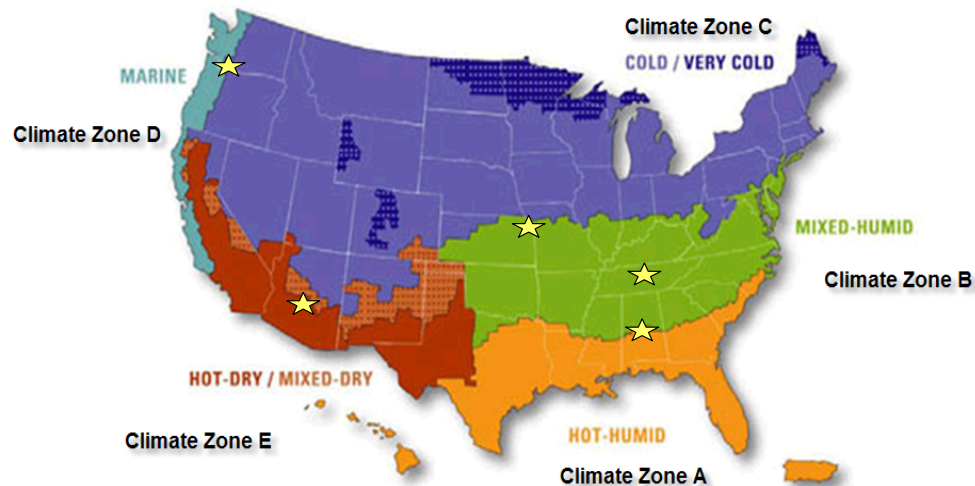 Climate Zone C
COLD / VERY COLD
MARINE
Climate Zone D
MIXED-HUMID
Climate Zone B
HOT-DRY / MIXED-DRY
Climate Zone E
HOT-HUMID
Climate Zone A